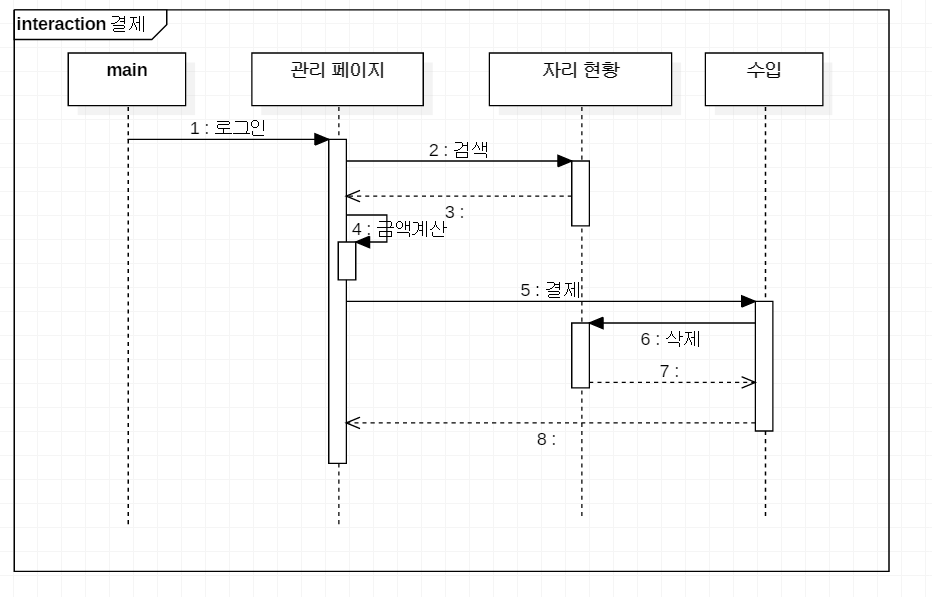 interaction 결제
main
관리 페이지
자리 현황
수입
1 : 로그인
2 : 검색
3 :
4 : 금액계산
5 : 결제
6 : 삭제
7 :
8 :